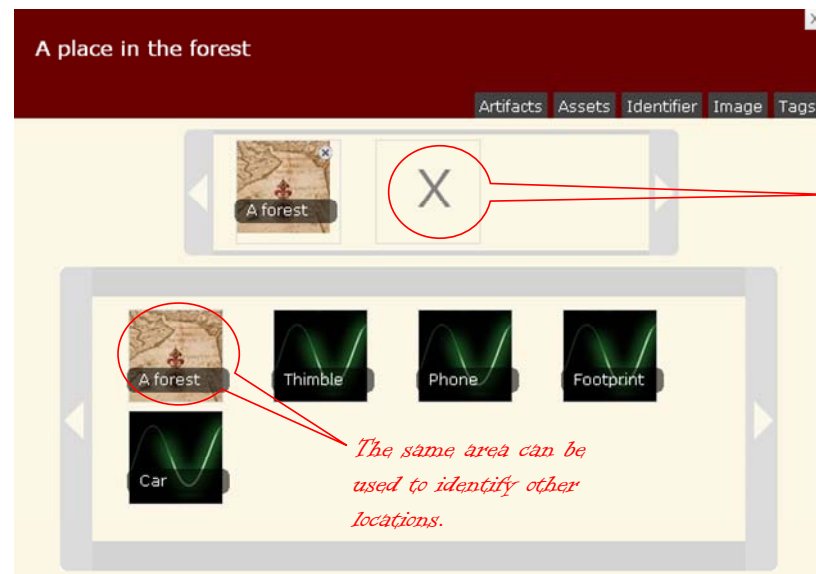 X
A place in the forest
Artifacts Assets Identifier Image Tags
x
A forest
X
A forest
Thimble
Phone
Footprint
Car
The same area can be
used to identify other
locations.